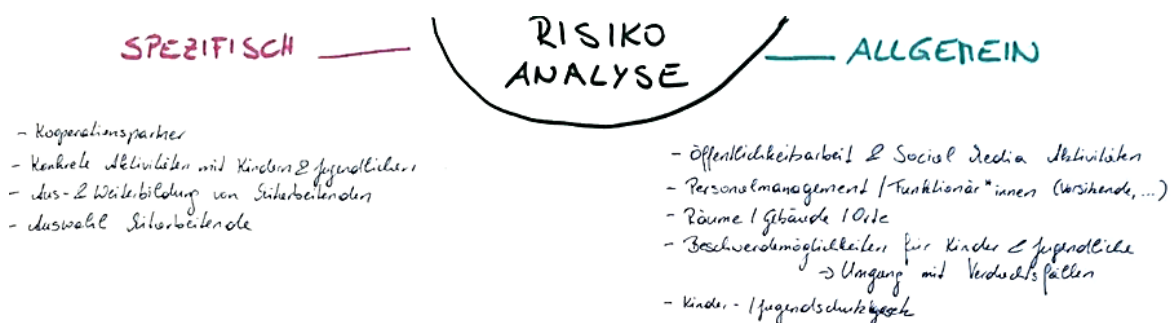 RISIKO
ANALYSE
SPEZIFISCH
- Kooperationspartner
- Konkrete Aktivitäten mit Kindern & Jugendlichen
- Aus- & Weiterbildung von Mitarbeitenden
- Auswahl Mitarbeitende
ALLGEMEIN
- Öffentlichkeitsarbeit & Social Media Aktivitäten
- Personalmanagement / Funktionär*innen (Vorsitzende, ...)
- Räume / Gebäude / Orte
- Beschwerdemöglichkeiten für Kinder & Jugendliche
→ Umgang mit Verdachtsfällen
- Kinder- / Jugendschutzgesetz